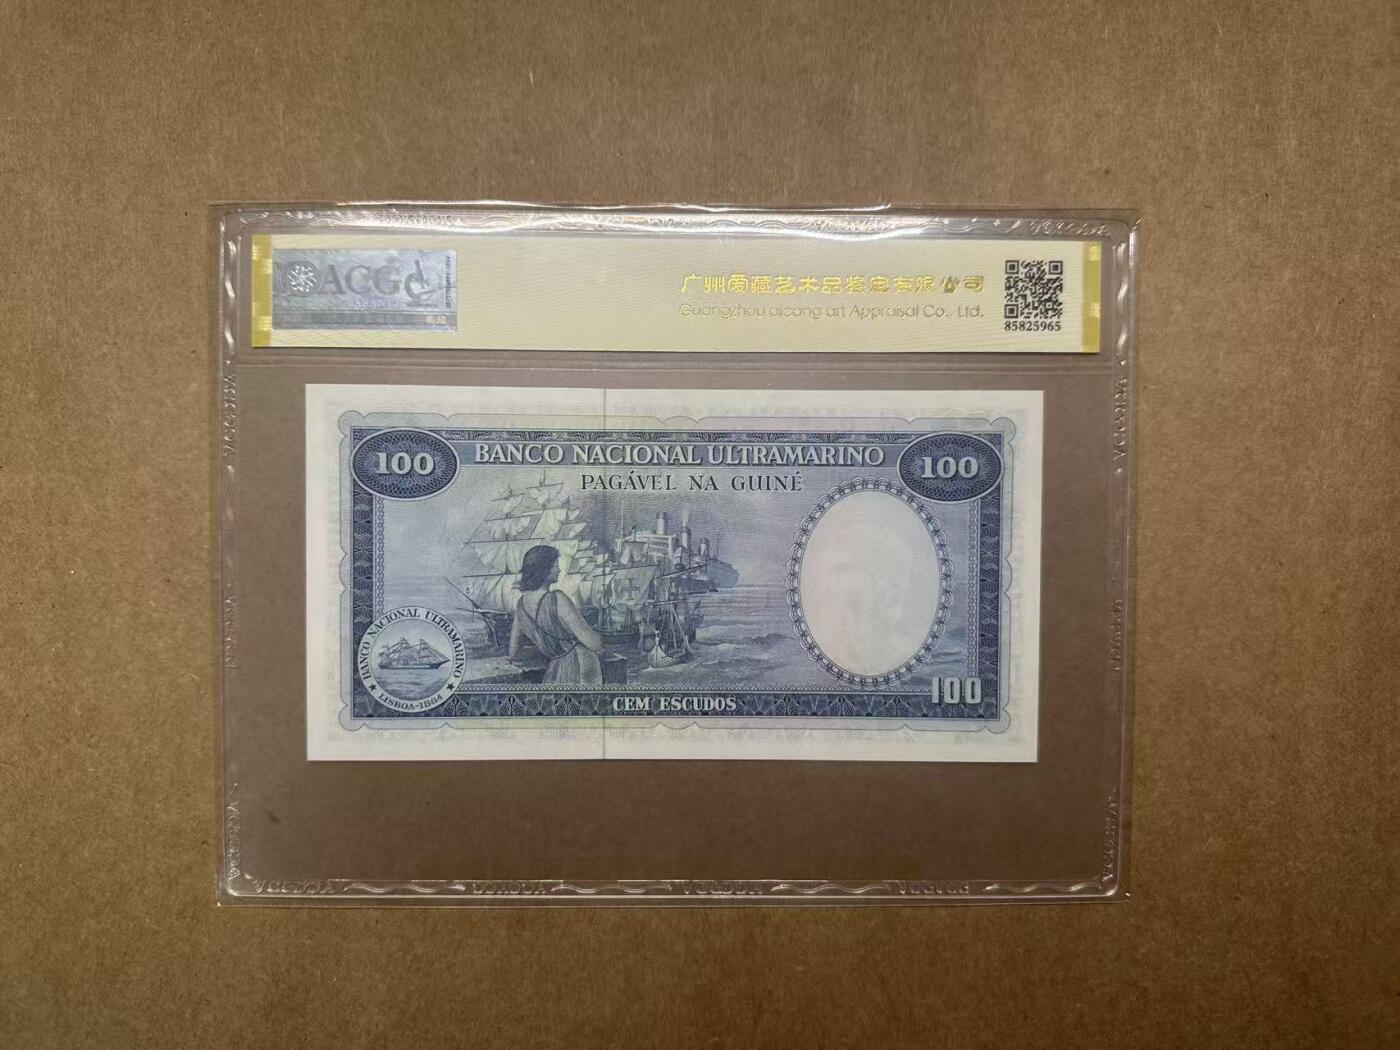 ACG
广州爱藏艺术品鉴定有限公司
Guangzhou aicang art Appraisal Co., Ltd.
85825965
100
BANCO NACIONAL ULTRAMARINO
100
PAGÁVEL NA GUINÉ
BANCO NACIONAL ULTRAMARINO
LISBOA-1864
CEM ESCUDOS
100